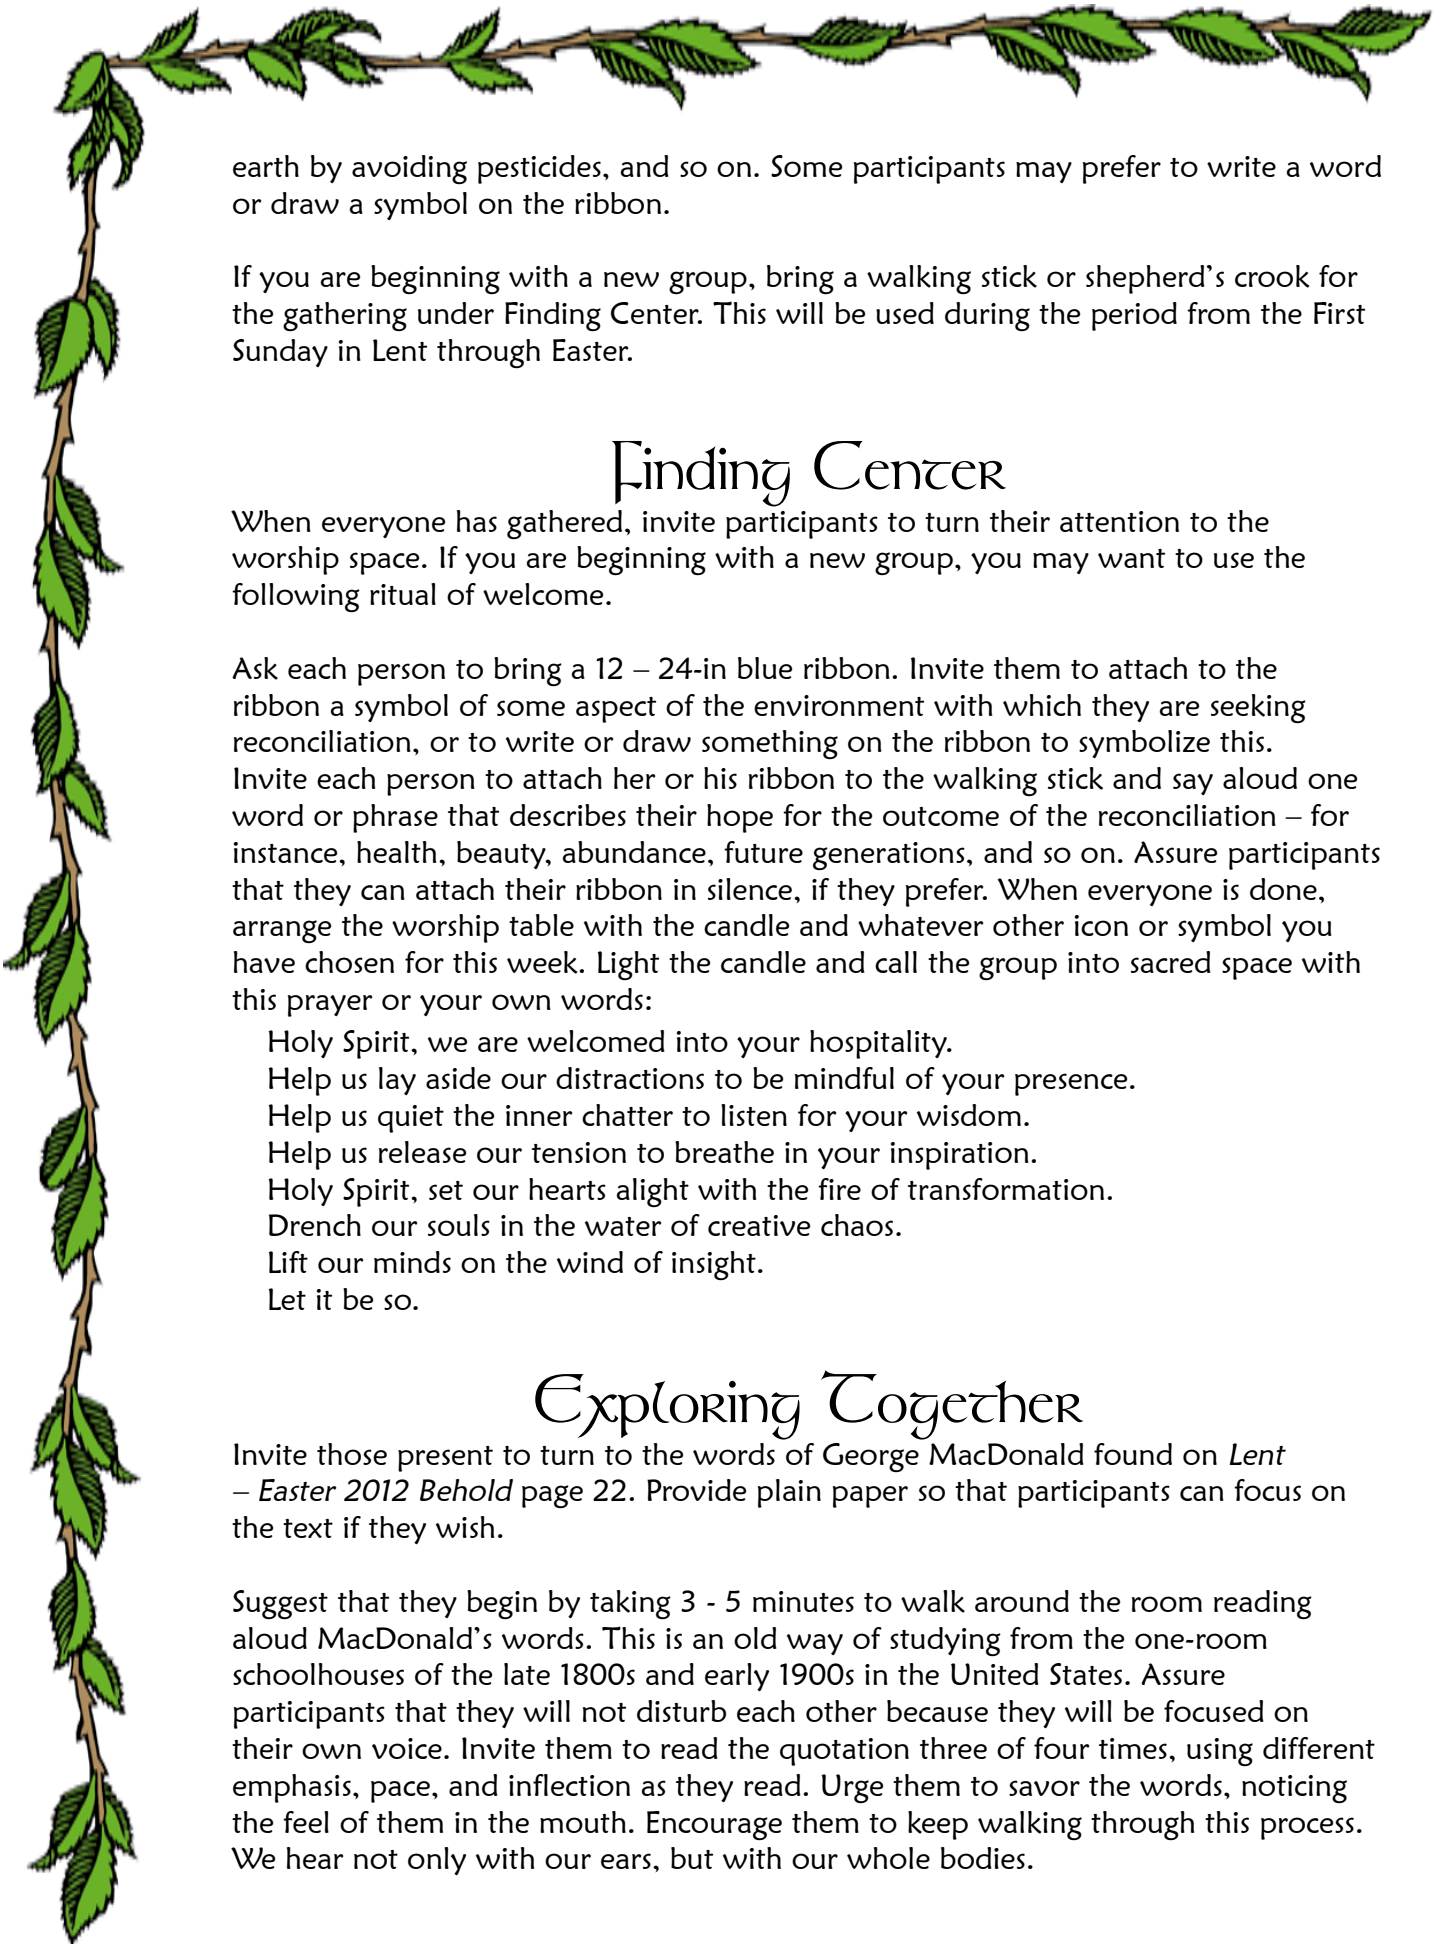 earth by avoiding pesticides, and so on. Some participants may prefer to write a word
or draw a symbol on the ribbon.
If you are beginning with a new group, bring a walking stick or shepherd’s crook for
the gathering under Finding Center. This will be used during the period from the First
Sunday in Lent through Easter.
Finding Center
When everyone has gathered, invite participants to turn their attention to the
worship space. If you are beginning with a new group, you may want to use the
following ritual of welcome.
Ask each person to bring a 12 – 24-in blue ribbon. Invite them to attach to the
ribbon a symbol of some aspect of the environment with which they are seeking
reconciliation, or to write or draw something on the ribbon to symbolize this.
Invite each person to attach her or his ribbon to the walking stick and say aloud one
word or phrase that describes their hope for the outcome of the reconciliation – for
instance, health, beauty, abundance, future generations, and so on. Assure participants
that they can attach their ribbon in silence, if they prefer. When everyone is done,
arrange the worship table with the candle and whatever other icon or symbol you
have chosen for this week. Light the candle and call the group into sacred space with
this prayer or your own words:
Holy Spirit, we are welcomed into your hospitality.
Help us lay aside our distractions to be mindful of your presence.
Help us quiet the inner chatter to listen for your wisdom.
Help us release our tension to breathe in your inspiration.
Holy Spirit, set our hearts alight with the fire of transformation.
Drench our souls in the water of creative chaos.
Lift our minds on the wind of insight.
Let it be so.
Exploring Together
Invite those present to turn to the words of George MacDonald found on Lent
– Easter 2012 Behold page 22. Provide plain paper so that participants can focus on
the text if they wish.
Suggest that they begin by taking 3 - 5 minutes to walk around the room reading
aloud MacDonald’s words. This is an old way of studying from the one-room
schoolhouses of the late 1800s and early 1900s in the United States. Assure
participants that they will not disturb each other because they will be focused on
their own voice. Invite them to read the quotation three of four times, using different
emphasis, pace, and inflection as they read. Urge them to savor the words, noticing
the feel of them in the mouth. Encourage them to keep walking through this process.
We hear not only with our ears, but with our whole bodies.